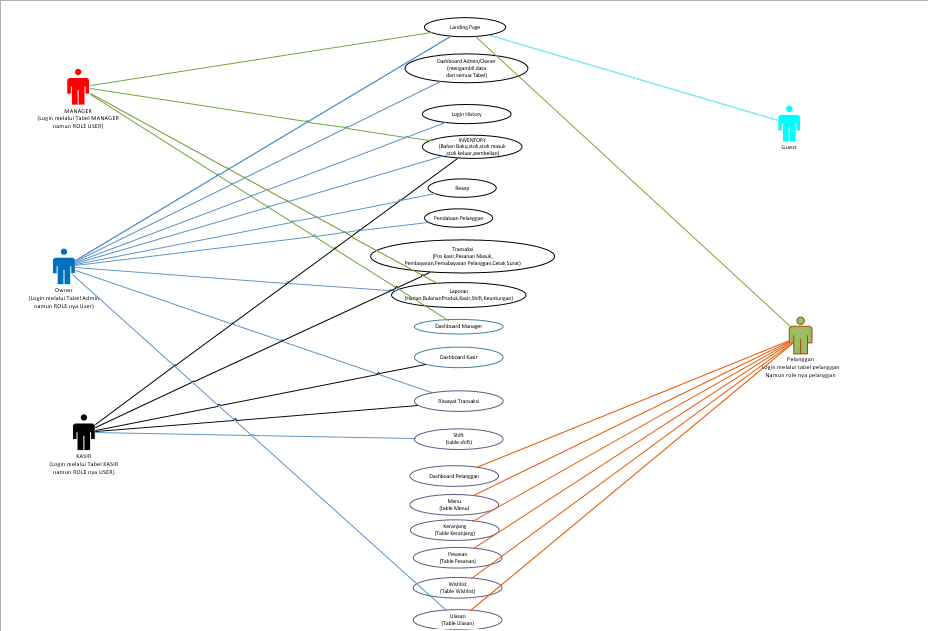 Landing Page
Dashboard Admin/Owner
(mengambil data
dari semua Tabel)
Login History
INVENTORY
(Bahan Baku,stok,stok masuk
,stok keluar,pembelian)
Resep
Pendataan Pelanggan
Transaksi
(Pos kasir,Pesanan Masuk,
Pembayaran,Pemabayaran Pelanggan,Cetak Surat)
Laporan
(Harian,BulananProduk,Kasir,Shift,Keuntungan)
Dashboard Manager
Dashboard Kasir
Riwayat Transaksi
Shift
(table shift)
Dashboard Pelanggan
Menu
(table Menu)
Keranjang
(Table Keranjang)
Pesanan
(Table Pesanan)
Wishlist
(Table Wishlist)
Ulasan
(Table Ulasan)
MANAGER
(Login melalui Tabel MANAGER
namun ROLE USER)
Owner
(Login melalui Tabel Admin
namun ROLE nya User)
KASIR
(Login melalui Tabel KASIR
namun ROLE nya USER)
Guest
Pelanggan
Login melalui tabel pelanggan
Namun role nya pelanggan